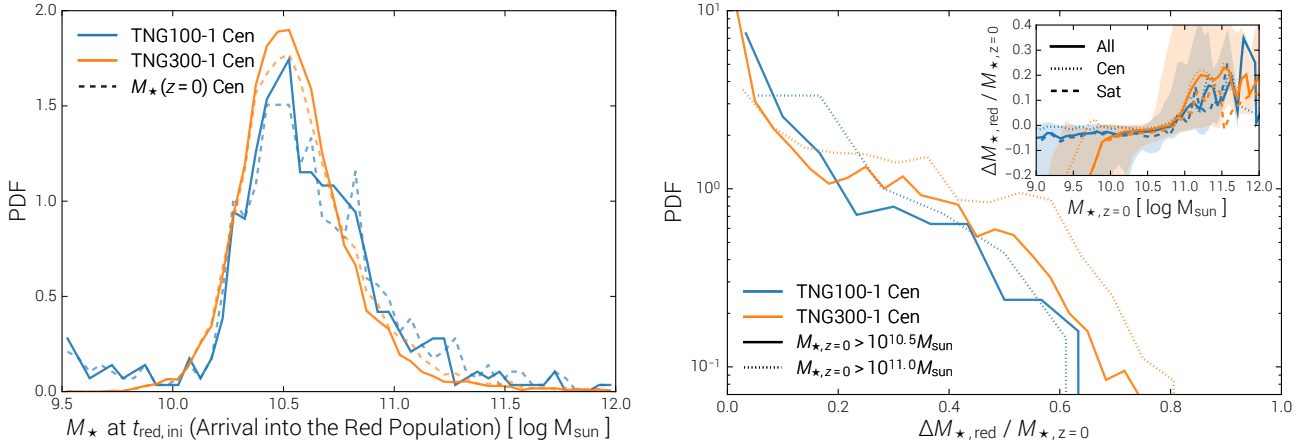 TNG100-1 Cen
TNG300-1 Cen
M⋆(z=0) Cen
2.0
1.5
1.0
0.5
0.0
PDF
9.5 10.0 10.5 11.0 11.5 12.0
M⋆ at t_red,ini (Arrival into the Red Population) [ log M_sun ]
10¹
10⁰
10⁻¹
PDF
TNG100-1 Cen
TNG300-1 Cen
M⋆,z=0 > 10^10.5 M_sun
M⋆,z=0 > 10^11.0 M_sun
0.0 0.2 0.4 0.6 0.8 1.0
ΔM⋆,red / M⋆,z=0
All
Cen
Sat
0.4
0.3
0.2
0.1
0.0
−0.1
−0.2
ΔM⋆,red / M⋆,z=0
9.0 9.5 10.0 10.5 11.0 11.5 12.0
M⋆,z=0 [ log M_sun ]